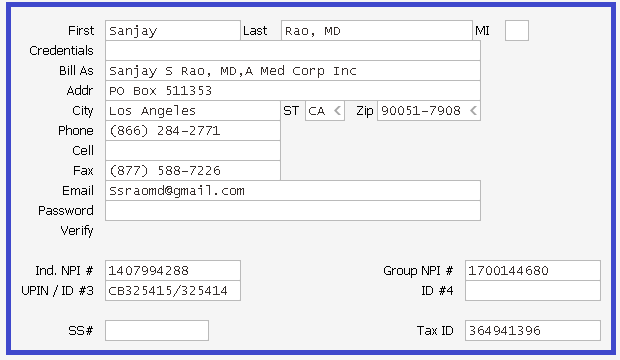 First Sanjay Last Rao, MD MI
Credentials
Bill As Sanjay S Rao, MD,A Med Corp Inc
Addr PO Box 511353
City Los Angeles ST CA < Zip 90051-7908 <
Phone (866) 284-2771
Cell
Fax (877) 588-7226
Email Ssraomd@gmail.com
Password
Verify
Ind. NPI # 1407994288 Group NPI # 1700144680
UPIN / ID #3 CB325415/325414 ID #4
SS# Tax ID 364941396